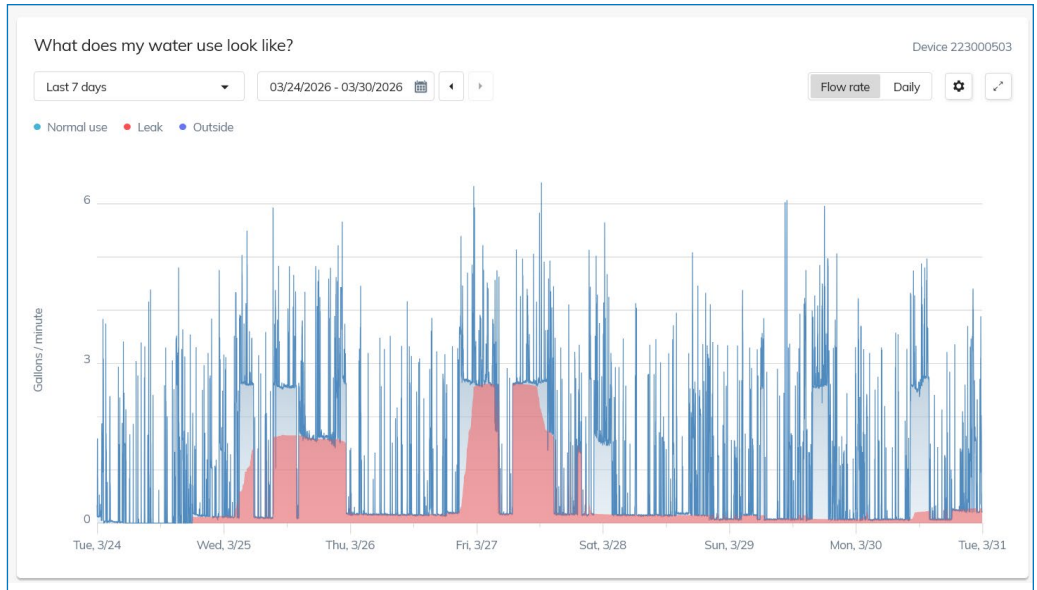 What does my water use look like?
Device 223000503
Last 7 days
03/24/2026 - 03/30/2026
Flow rate Daily
Normal use Leak Outside
Gallons / minute
6
3
0
Tue, 3/24 Wed, 3/25 Thu, 3/26 Fri, 3/27 Sat, 3/28 Sun, 3/29 Mon, 3/30 Tue, 3/31